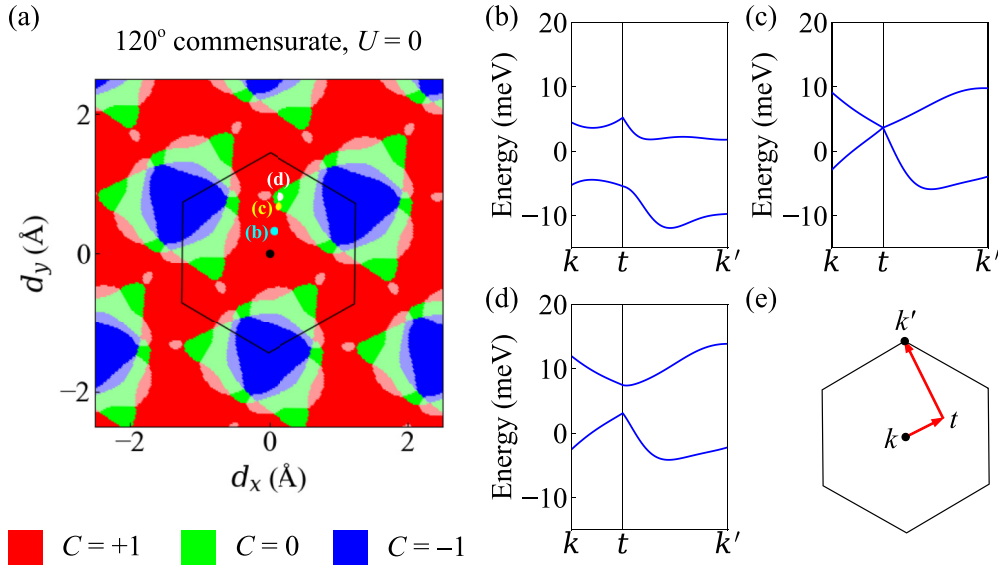 (a)
120° commensurate, U = 0
2
0
−2
d_y (Å)
(d)
(c)
(b)
−2
0
2
d_x (Å)
C = +1
C = 0
C = −1
(b)
20
10
0
−10
Energy (meV)
k
t
k′
(c)
20
10
0
−10
Energy (meV)
k
t
k′
(d)
20
10
0
−10
Energy (meV)
k
t
k′
(e)
k′
k
t